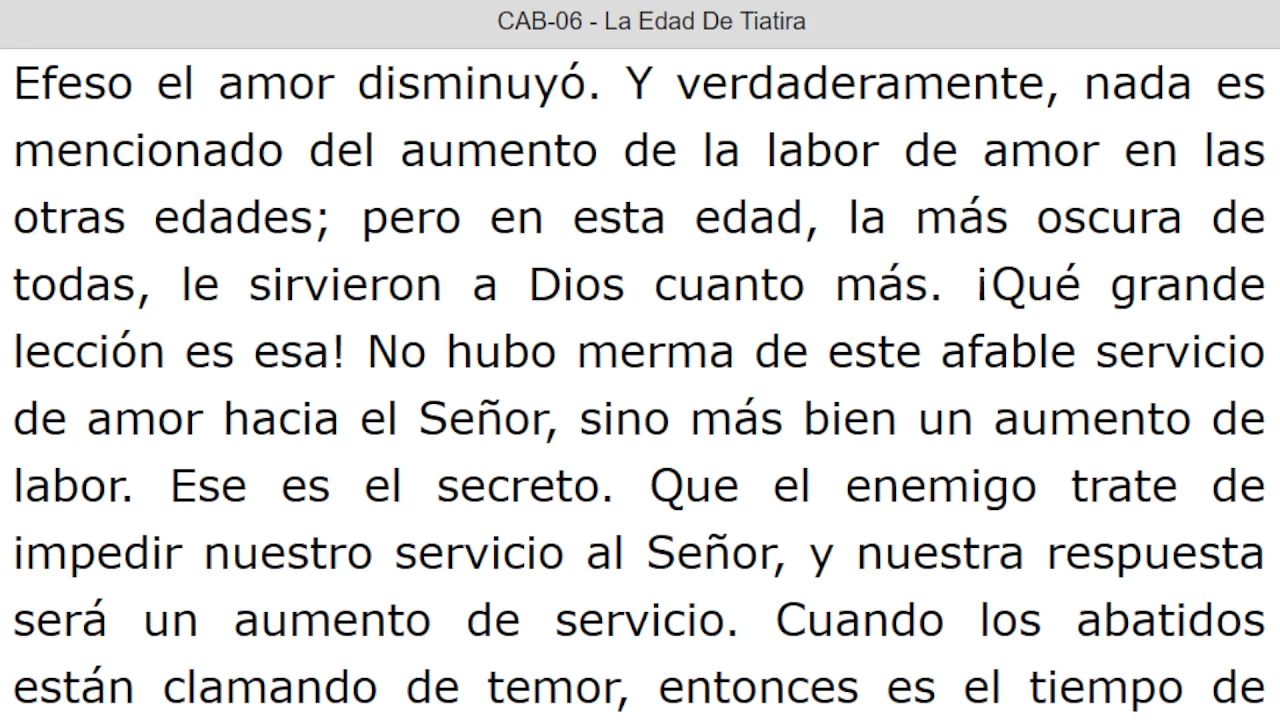 CAB-06 - La Edad De Tiatira
Efeso el amor disminuyó. Y verdaderamente, nada es
mencionado del aumento de la labor de amor en las
otras edades; pero en esta edad, la más oscura de
todas, le sirvieron a Dios cuanto más. ¡Qué grande
lección es esa! No hubo merma de este afable servicio
de amor hacia el Señor, sino más bien un aumento de
labor. Ese es el secreto. Que el enemigo trate de
impedir nuestro servicio al Señor, y nuestra respuesta
será un aumento de servicio. Cuando los abatidos
están clamando de temor, entonces es el tiempo de